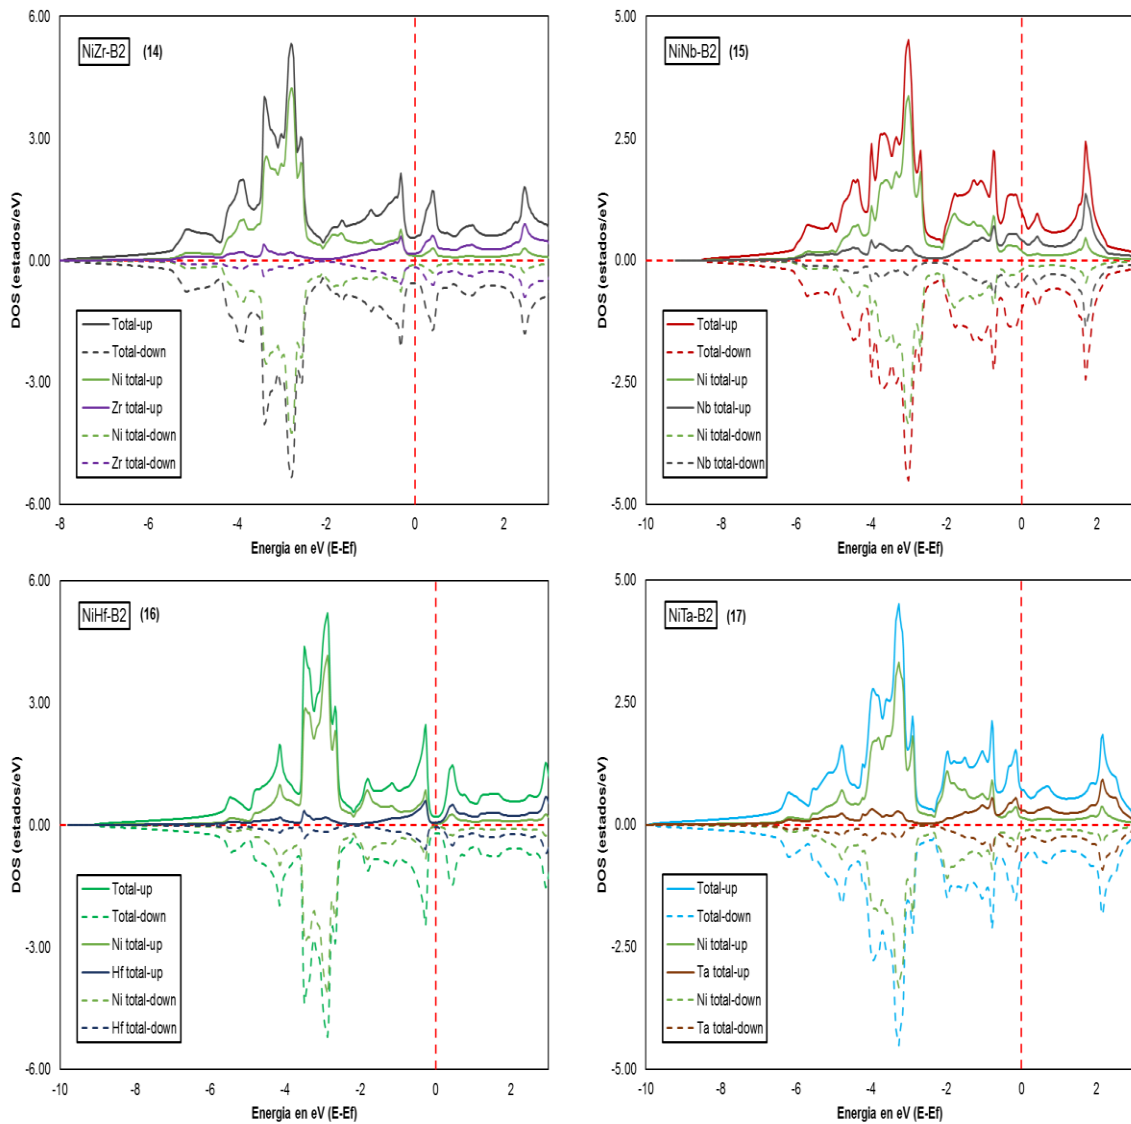 NiZr-B2 (14)
6.00
3.00
0.00
-3.00
-6.00
DOS (estados/eV)
Total-up
Total-down
Ni total-up
Zr total-up
Ni total-down
Zr total-down
-8 -6 -4 -2 0 2
Energia en eV (E-Ef)
NiNb-B2 (15)
5.00
2.50
0.00
-2.50
-5.00
DOS (estados/eV)
Total-up
Total-down
Ni total-up
Nb total-up
Ni total-down
Nb total-down
-10 -8 -6 -4 -2 0 2
Energia en eV (E-Ef)
NiHf-B2 (16)
6.00
3.00
0.00
-3.00
-6.00
DOS (estados/eV)
Total-up
Total-down
Ni total-up
Hf total-up
Ni total-down
Hf total-down
-10 -8 -6 -4 -2 0 2
Energia en eV (E-Ef)
NiTa-B2 (17)
5.00
2.50
0.00
-2.50
-5.00
DOS (estados/eV)
Total-up
Total-down
Ni total-up
Ta total-up
Ni total-down
Ta total-down
-10 -8 -6 -4 -2 0 2
Energia en eV (E-Ef)